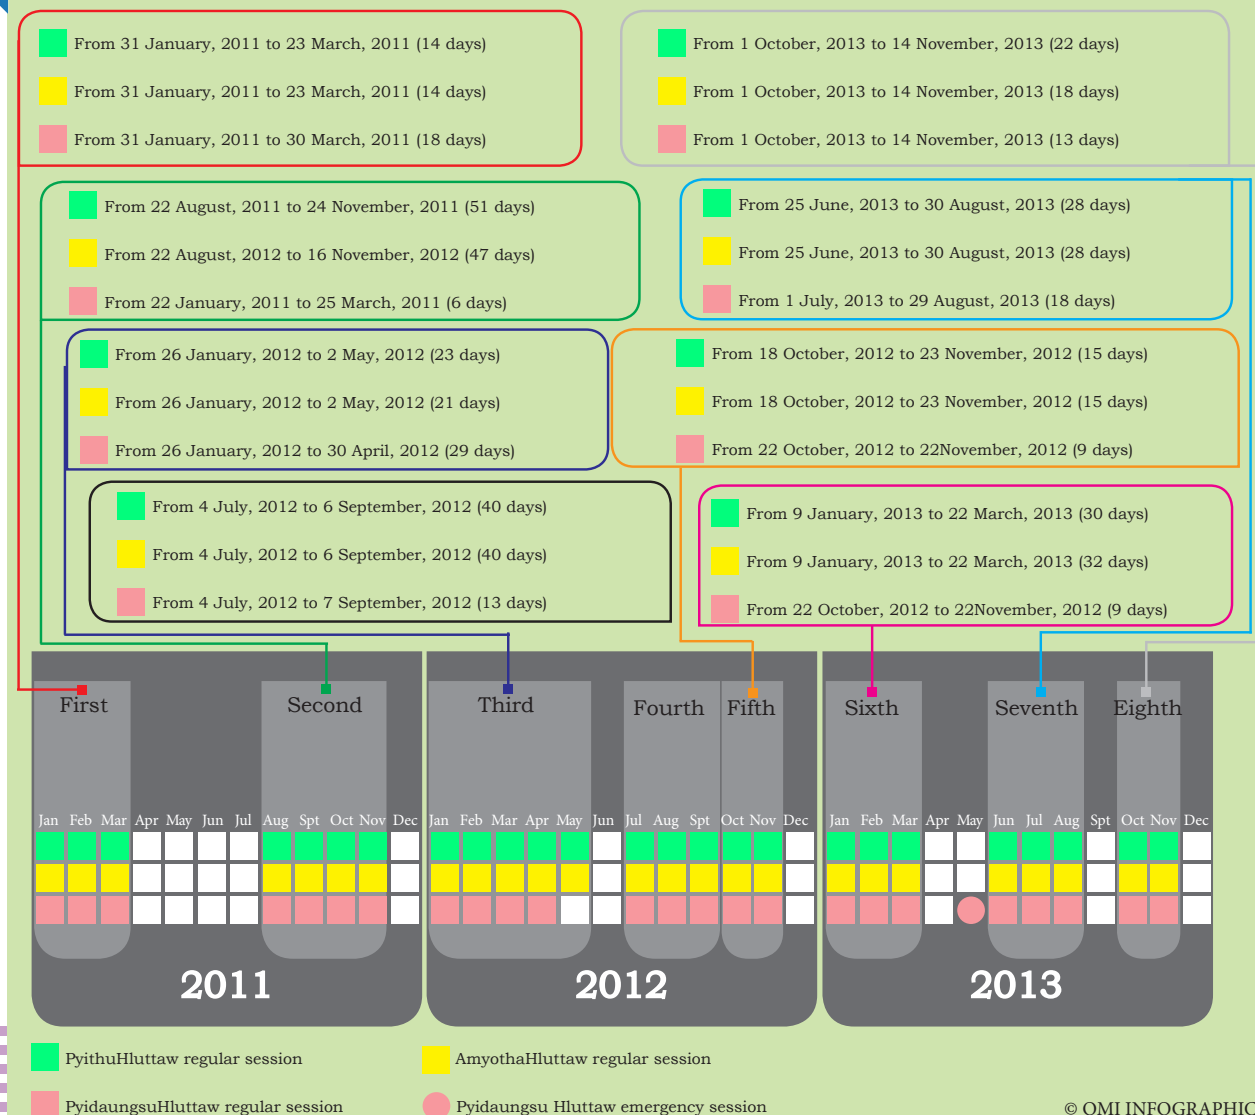 From 31 January, 2011 to 23 March, 2011 (14 days)
From 31 January, 2011 to 23 March, 2011 (14 days)
From 31 January, 2011 to 30 March, 2011 (18 days)
From 1 October, 2013 to 14 November, 2013 (22 days)
From 1 October, 2013 to 14 November, 2013 (18 days)
From 1 October, 2013 to 14 November, 2013 (13 days)
From 22 August, 2011 to 24 November, 2011 (51 days)
From 22 August, 2012 to 16 November, 2012 (47 days)
From 22 January, 2011 to 25 March, 2011 (6 days)
From 25 June, 2013 to 30 August, 2013 (28 days)
From 25 June, 2013 to 30 August, 2013 (28 days)
From 1 July, 2013 to 29 August, 2013 (18 days)
From 26 January, 2012 to 2 May, 2012 (23 days)
From 26 January, 2012 to 2 May, 2012 (21 days)
From 26 January, 2012 to 30 April, 2012 (29 days)
From 18 October, 2012 to 23 November, 2012 (15 days)
From 18 October, 2012 to 23 November, 2012 (15 days)
From 22 October, 2012 to 22November, 2012 (9 days)
From 4 July, 2012 to 6 September, 2012 (40 days)
From 4 July, 2012 to 6 September, 2012 (40 days)
From 4 July, 2012 to 7 September, 2012 (13 days)
From 9 January, 2013 to 22 March, 2013 (30 days)
From 9 January, 2013 to 22 March, 2013 (32 days)
From 22 October, 2012 to 22November, 2012 (9 days)
First Second Third Fourth Fifth Sixth Seventh Eighth
Jan Feb Mar Apr May Jun Jul Aug Spt Oct Nov Dec Jan Feb Mar Apr May Jun Jul Aug Spt Oct Nov Dec Jan Feb Mar Apr May Jun Jul Aug Spt Oct Nov Dec
2011 2012 2013
PyithuHluttaw regular session
AmyothaHluttaw regular session
PyidaungsuHluttaw regular session
Pyidaungsu Hluttaw emergency session
© OMI INFOGRAPHIC